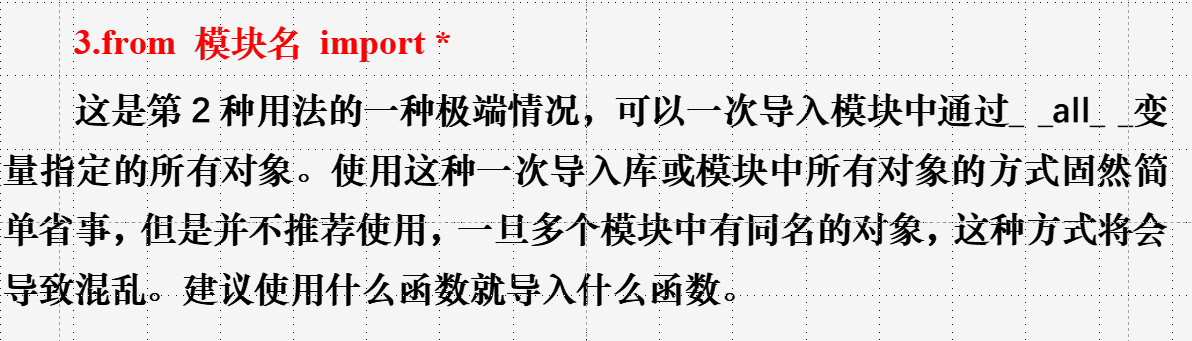 3.from 模块名 import *
这是第 2 种用法的一种极端情况，可以一次导入模块中通过_ _all_ _变
量指定的所有对象。使用这种一次导入库或模块中所有对象的方式固然简
单省事，但是并不推荐使用，一旦多个模块中有同名的对象，这种方式将会
导致混乱。建议使用什么函数就导入什么函数。